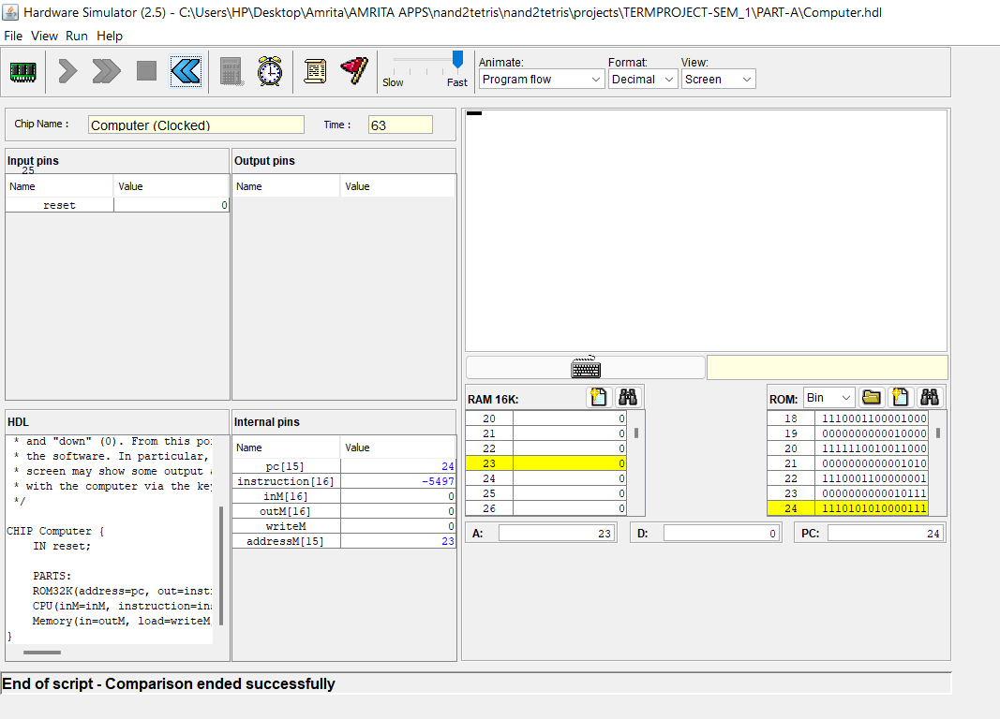 Hardware Simulator (2.5) - C:\Users\HP\Desktop\Amrita\AMRITA APPS\nand2tetris\nand2tetris\projects\TERMPROJECT-SEM_1\PART-A\Computer.hdl
File View Run Help
Slow Fast
Animate: Format: View:
Program flow Decimal Screen
Chip Name : Computer (Clocked) Time : 63
Input pins
25
Name Value
reset 0
Output pins
Name Value
HDL
* and "down" (0). From this poi
* the software. In particular,
* screen may show some output a
* with the computer via the key
*/
CHIP Computer {
IN reset;
PARTS:
ROM32K(address=pc, out=insti
CPU(inM=inM, instruction=ins
Memory(in=outM, load=writeM,
}
Internal pins
Name Value
pc[15] 24
instruction[16] -5497
inM[16] 0
outM[16] 0
writeM 0
addressM[15] 23
RAM 16K:
20 0
21 0
22 0
23 0
24 0
25 0
26 0
ROM: Bin
18 1110001100001000
19 0000000000010000
20 1111110010011000
21 0000000000001010
22 1110001100000001
23 0000000000010111
24 1110101010000111
A: 23 D: 0 PC: 24
End of script - Comparison ended successfully